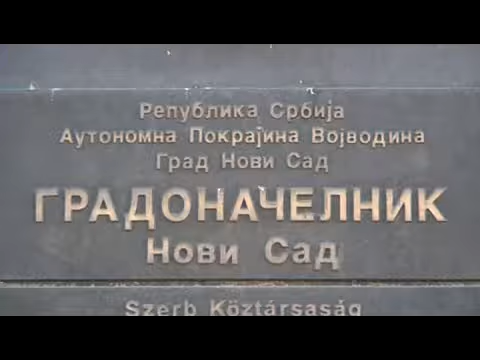 Република Србија
Аутономна Покрајина Војводина
Град Нови Сад
ГРАДОНАЧЕЛНИК
Нови Сад
Szerb Köztársaság